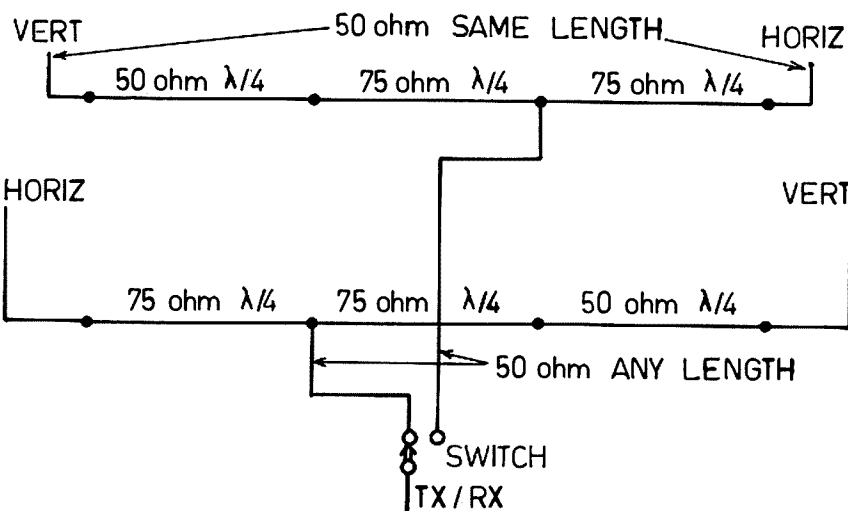 VERT
50 ohm SAME LENGTH
HORIZ
50 ohm λ/4
75 ohm λ/4
75 ohm λ/4
HORIZ
VERT
75 ohm λ/4
75 ohm λ/4
50 ohm λ/4
50 ohm ANY LENGTH
SWITCH
TX/RX